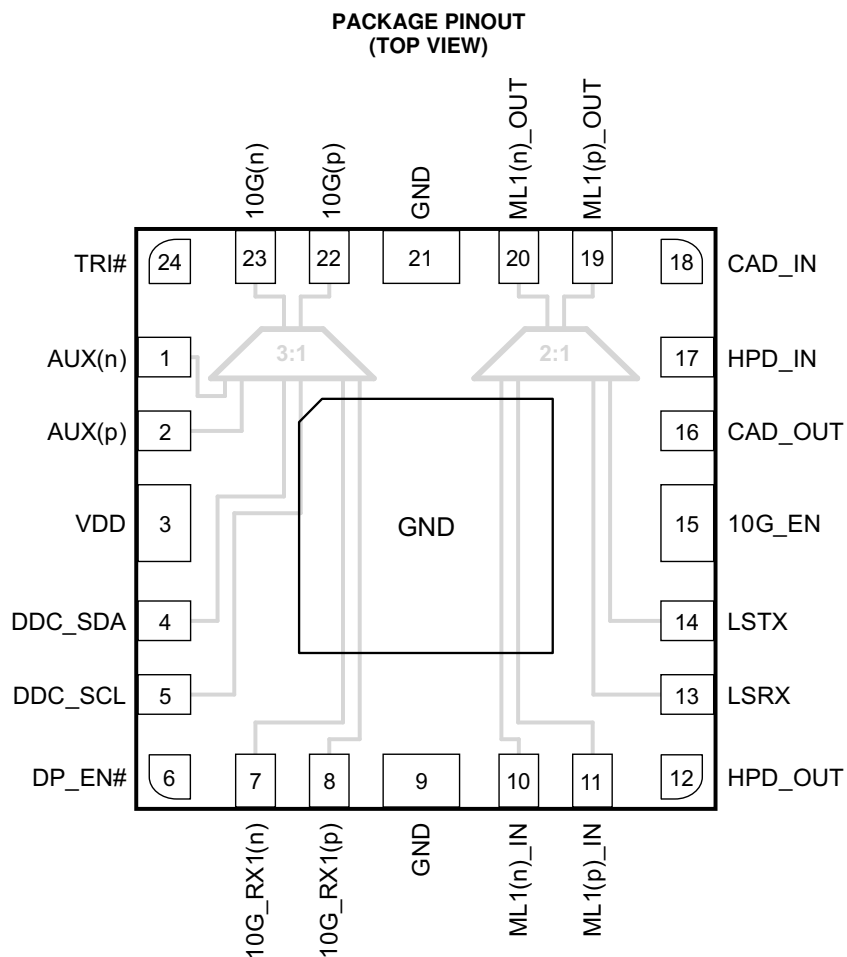 PACKAGE PINOUT
(TOP VIEW)
10G(n)
10G(p)
GND
ML1(n)_OUT
ML1(p)_OUT
TRI# 24 23 22 21 20 19 18 CAD_IN
AUX(n) 1 3:1 2:1 17 HPD_IN
AUX(p) 2 16 CAD_OUT
VDD 3 GND 15 10G_EN
DDC_SDA 4 14 LSTX
DDC_SCL 5 13 LSRX
DP_EN# 6 7 8 9 10 11 12 HPD_OUT
10G_RX1(n)
10G_RX1(p)
GND
ML1(n)_IN
ML1(p)_IN